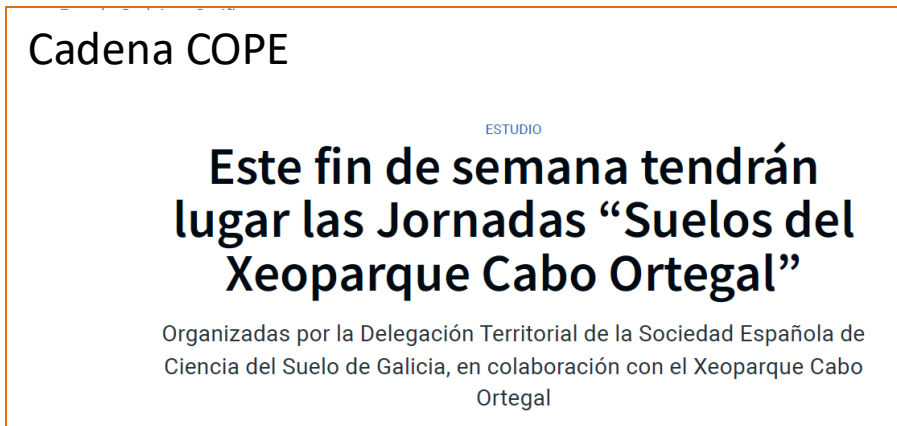 Cadena COPE
ESTUDIO
Este fin de semana tendrán
lugar las Jornadas “Suelos del
Xeoparque Cabo Ortegal”
Organizadas por la Delegación Territorial de la Sociedad Española de
Ciencia del Suelo de Galicia, en colaboración con el Xeoparque Cabo
Ortegal